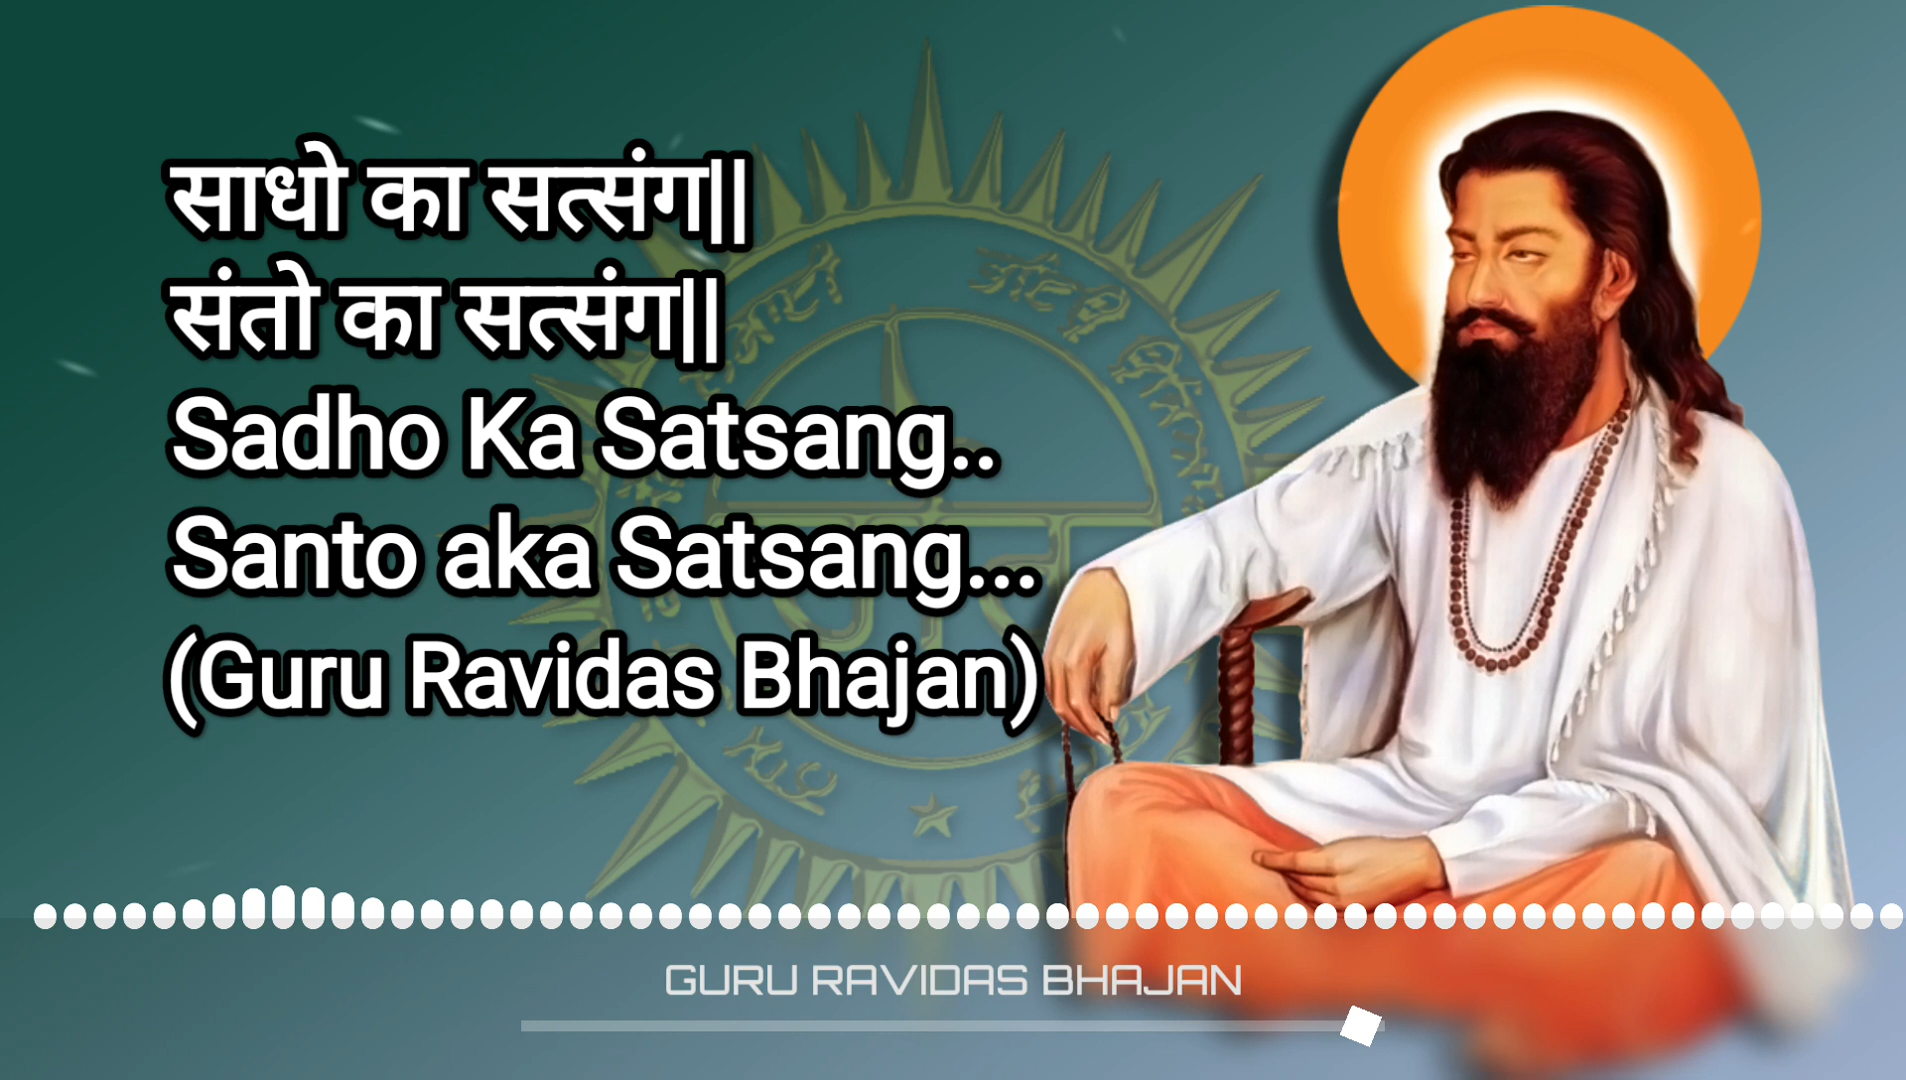 साधो का सत्संग||
संतो का सत्संग||
Sadho Ka Satsang..
Santo aka Satsang...
(Guru Ravidas Bhajan)
GURU RAVIDAS BHAJAN